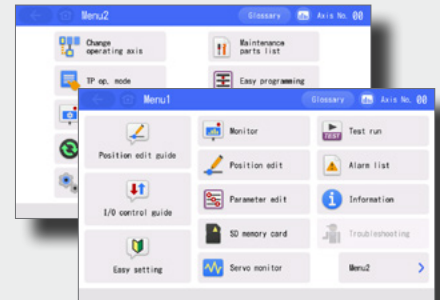 Menu2
Glossary
Axis No. 00
Change
operating axis
Maintenance
parts list
TP op. mode
Easy programming
Menu1
Glossary
Axis No. 00
Position edit guide
Monitor
TEST
Test run
Position edit
Alarm list
I/O control guide
Parameter edit
Information
SD memory card
Troubleshooting
Easy setting
Servo monitor
Menu2